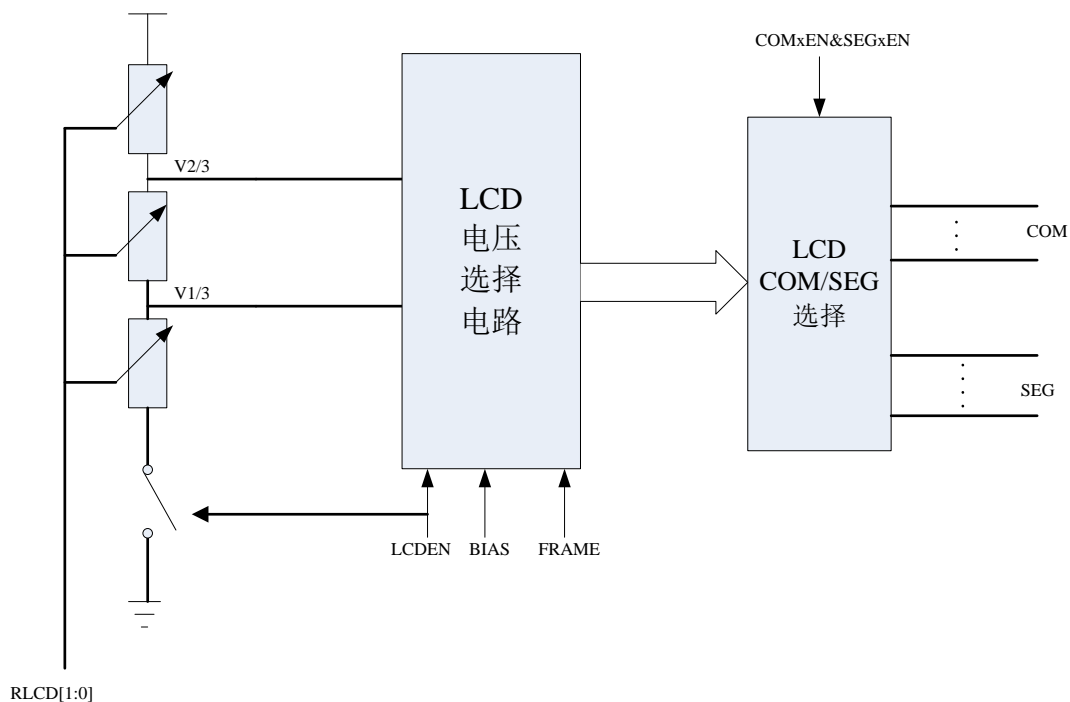 COMxEN&SEGxEN
V2/3
LCD
电压
选择
电路
V1/3
LCD
COM/SEG
选择
COM
SEG
LCDEN
BIAS
FRAME
RLCD[1:0]